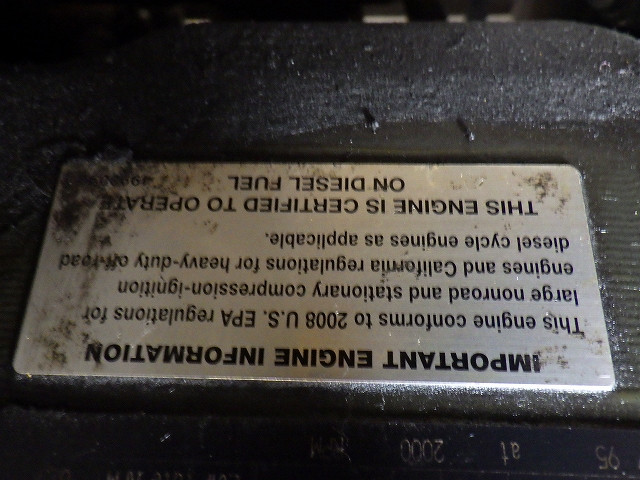 IMPORTANT ENGINE INFORMATION
This engine conforms to 2008 U.S. EPA regulations for
large nonroad and stationary compression-ignition
engines and California regulations for heavy-duty off-road
diesel cycle engines as applicable.
THIS ENGINE IS CERTIFIED TO OPERATE
ON DIESEL FUEL
95 at 2000 RPM